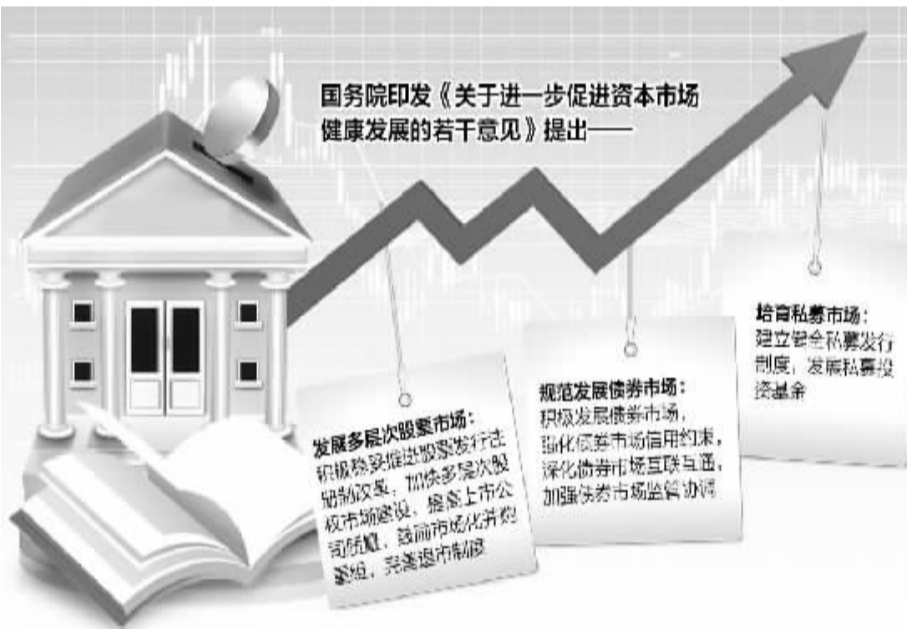 国务院印发《关于进一步促进资本市场
健康发展的若干意见》提出——
发展多层次股票市场：
积极稳妥推进股票发行注
册制改革，加快多层次股
权市场建设，提高上市公
司质量，鼓励市场化并购
重组，完善退市制度
规范发展债券市场：
积极发展债券市场，
强化债券市场信用约束，
深化债券市场互联互通，
加强债券市场监管协调
培育私募市场：
建立健全私募发行
制度，发展私募投
资基金